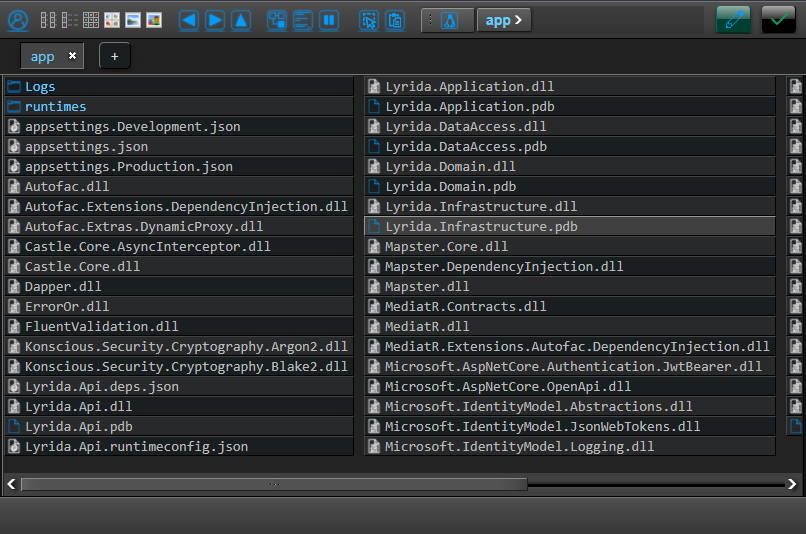 app >
app ×
+
Logs
runtimes
appsettings.Development.json
appsettings.json
appsettings.Production.json
Autofac.dll
Autofac.Extensions.DependencyInjection.dll
Autofac.Extras.DynamicProxy.dll
Castle.Core.AsyncInterceptor.dll
Castle.Core.dll
Dapper.dll
ErrorOr.dll
FluentValidation.dll
Konscious.Security.Cryptography.Argon2.dll
Konscious.Security.Cryptography.Blake2.dll
Lyrida.Api.deps.json
Lyrida.Api.dll
Lyrida.Api.pdb
Lyrida.Api.runtimeconfig.json
Lyrida.Application.dll
Lyrida.Application.pdb
Lyrida.DataAccess.dll
Lyrida.DataAccess.pdb
Lyrida.Domain.dll
Lyrida.Domain.pdb
Lyrida.Infrastructure.dll
Lyrida.Infrastructure.pdb
Mapster.Core.dll
Mapster.DependencyInjection.dll
Mapster.dll
MediatR.Contracts.dll
MediatR.dll
MediatR.Extensions.Autofac.DependencyInjection.dll
Microsoft.AspNetCore.Authentication.JwtBearer.dll
Microsoft.AspNetCore.OpenApi.dll
Microsoft.IdentityModel.Abstractions.dll
Microsoft.IdentityModel.JsonWebTokens.dll
Microsoft.IdentityModel.Logging.dll